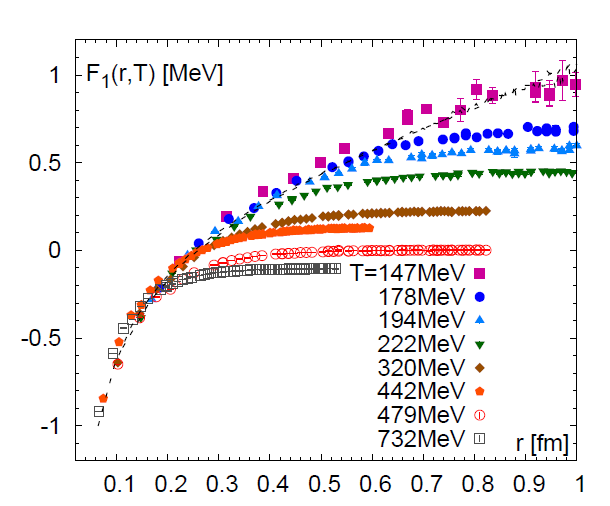 F1(r,T) [MeV]
1
0.5
0
-0.5
-1
T=147MeV
178MeV
194MeV
222MeV
320MeV
442MeV
479MeV
732MeV
r [fm]
0.1 0.2 0.3 0.4 0.5 0.6 0.7 0.8 0.9 1